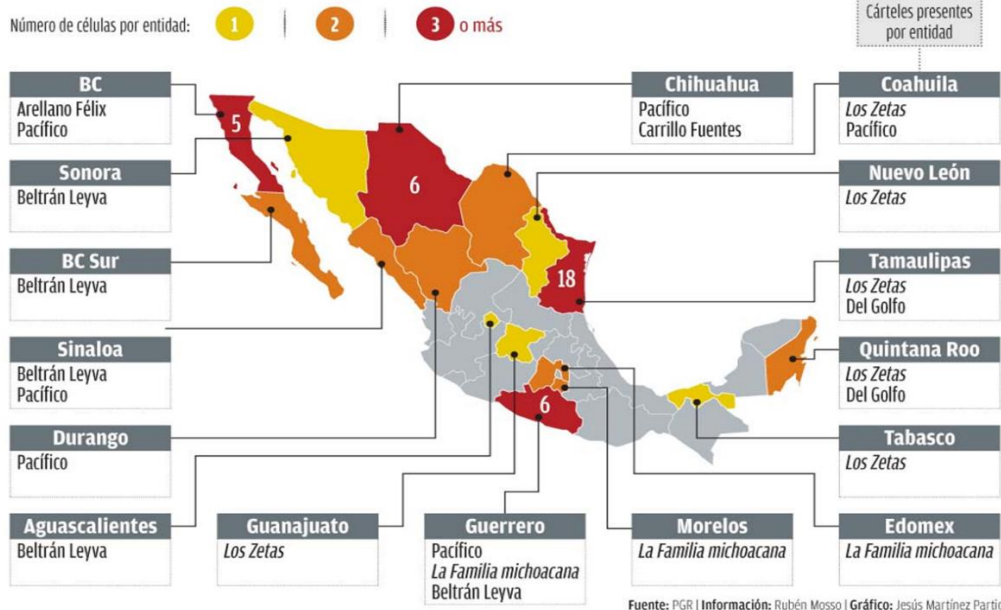 Número de células por entidad: 1 2 3 o más
Cárteles presentes
por entidad
BC
Arellano Félix
Pacífico
Sonora
Beltrán Leyva
BC Sur
Beltrán Leyva
Sinaloa
Beltrán Leyva
Pacífico
Durango
Pacífico
Aguascalientes
Beltrán Leyva
Guanajuato
Los Zetas
Guerrero
Pacífico
La Familia michoacana
Beltrán Leyva
Morelos
La Familia michoacana
Edomex
La Familia michoacana
Tabasco
Los Zetas
Quintana Roo
Los Zetas
Del Golfo
Tamaulipas
Los Zetas
Del Golfo
Nuevo León
Los Zetas
Coahuila
Los Zetas
Pacífico
Chihuahua
Pacífico
Carrillo Fuentes
5
6
18
6
Fuente: PGR | Información: Rubén Mosso | Gráfico: Jesús Martínez Partid